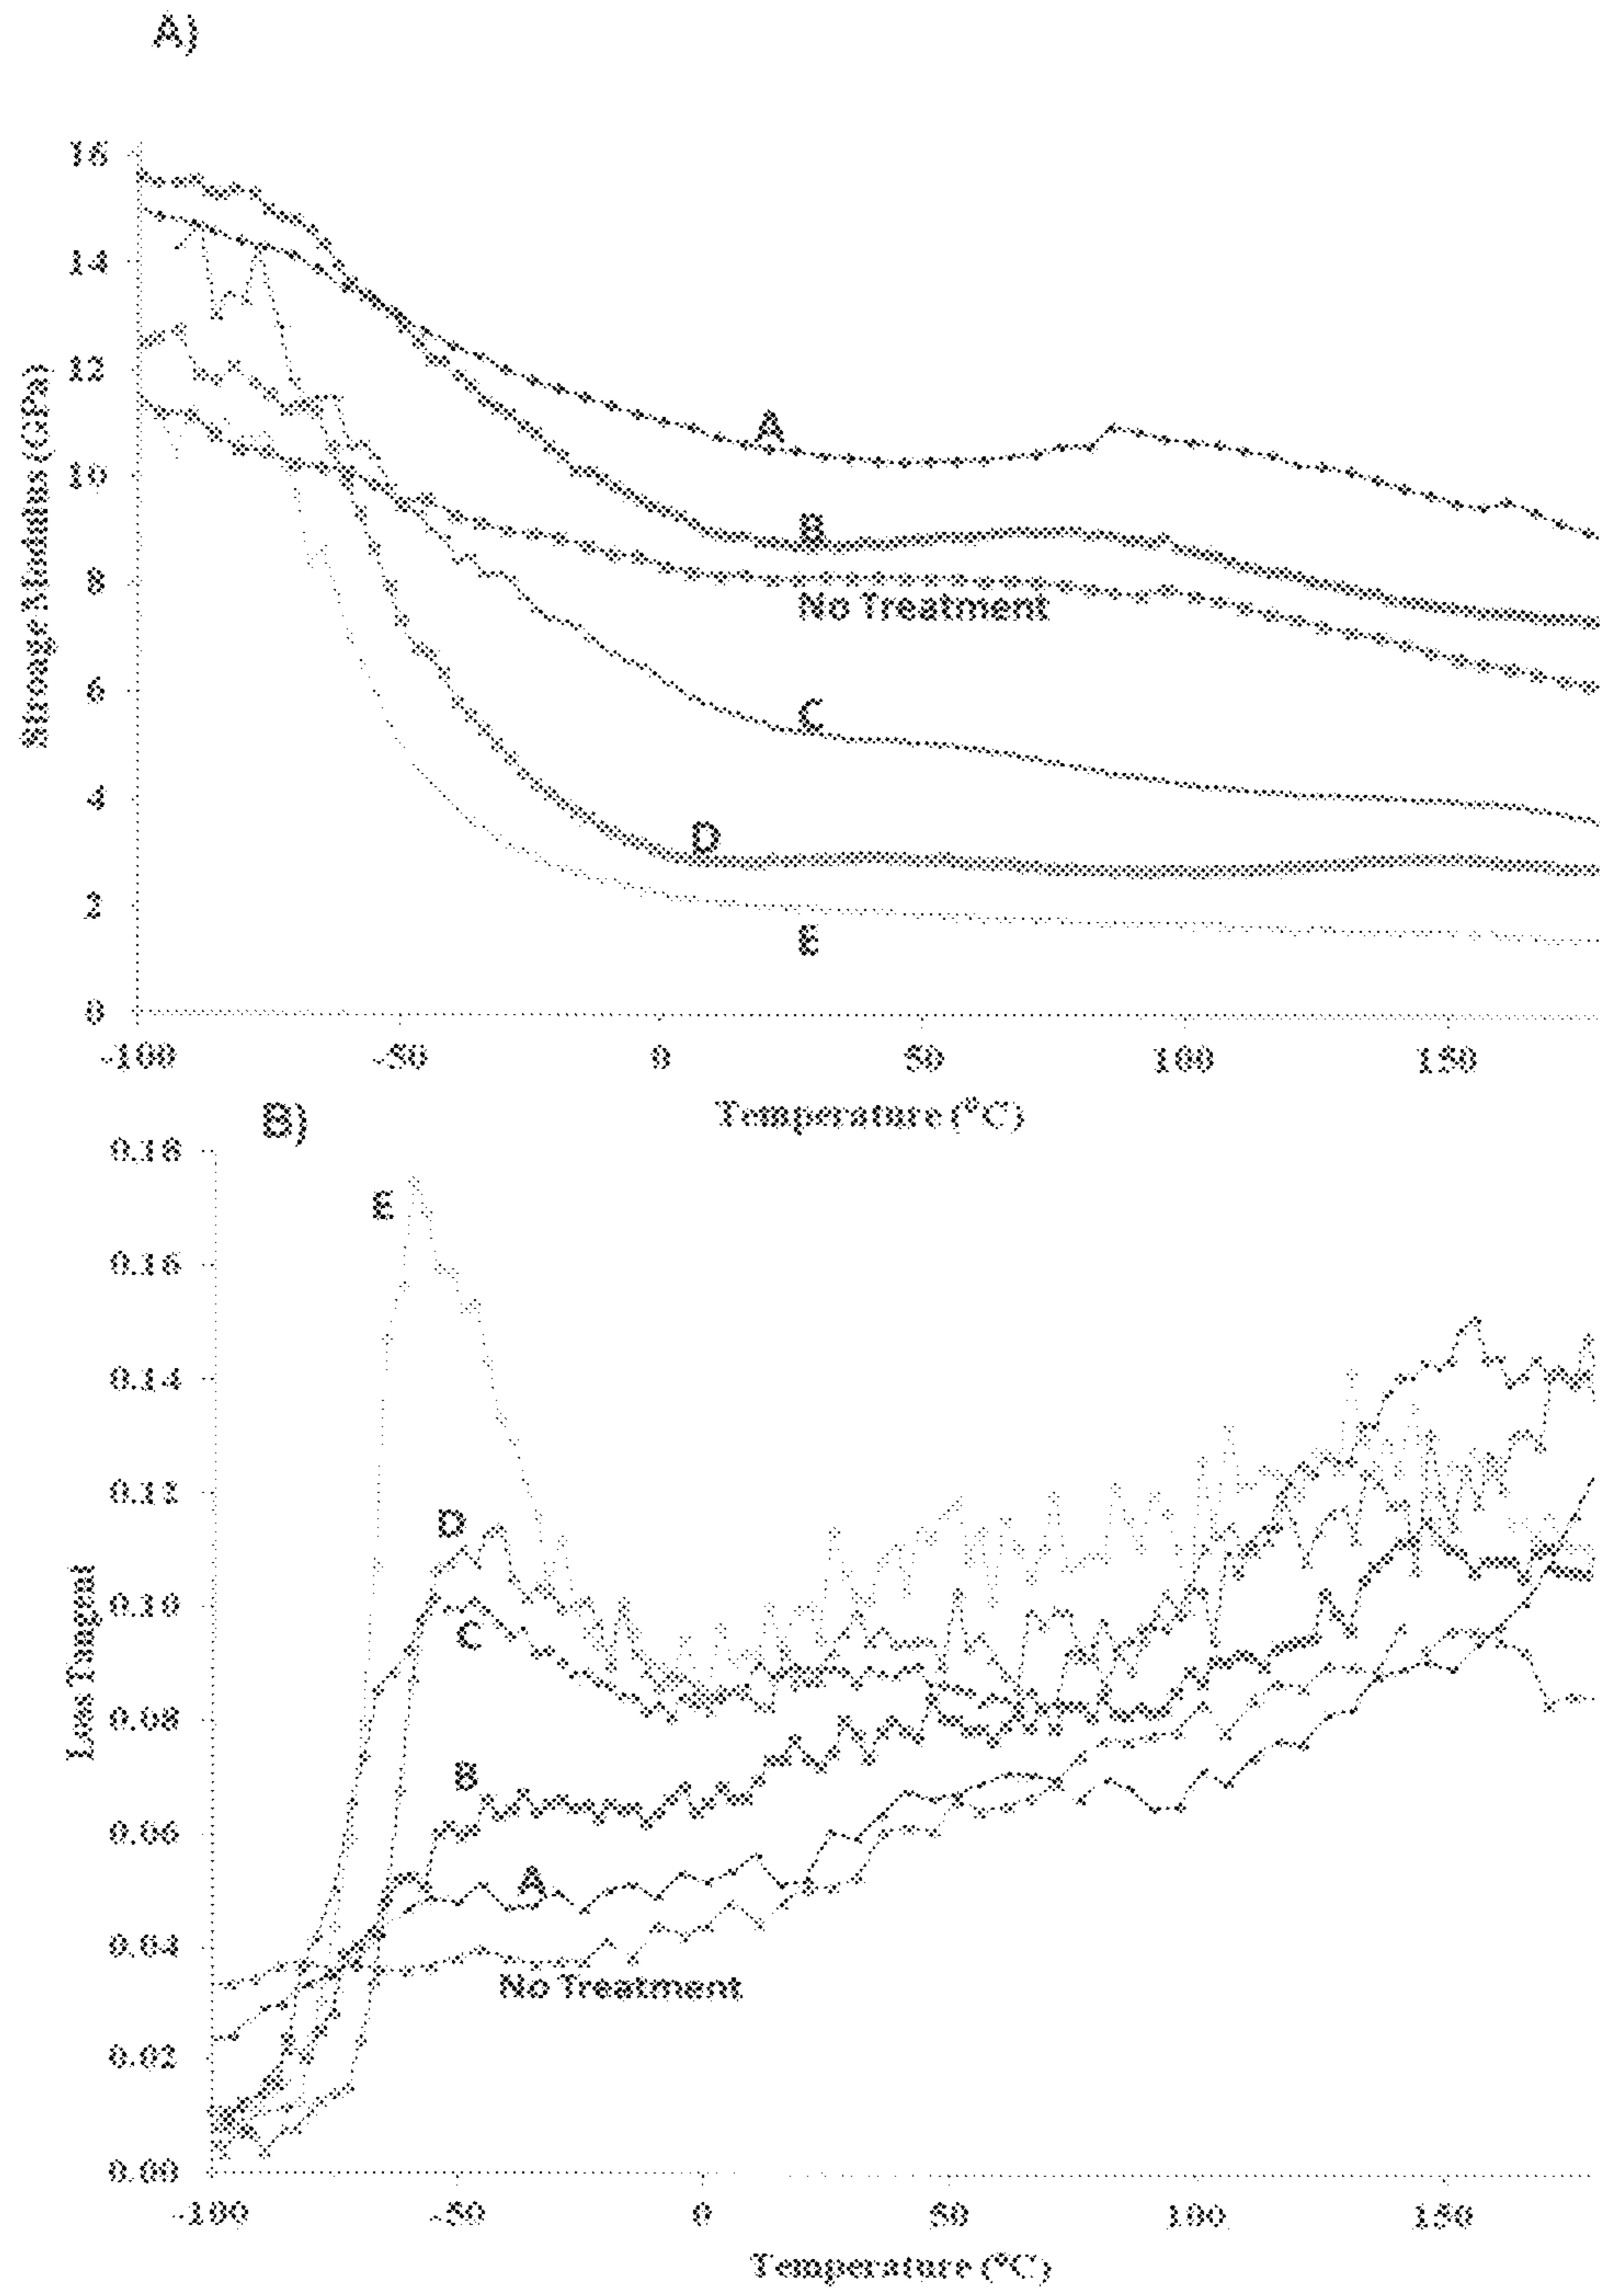 A)
16
14
12
10
8
6
4
2
0
Storage Modulus (GPa)
A
B
No Treatment
C
D
E
-100 -50 0 50 100 150
Temperature (°C)
B)
0.18
0.16
0.14
0.12
0.10
0.08
0.06
0.04
0.02
0.00
Loss Tangent
E
D
C
B
A
No Treatment
-100 -50 0 50 100 150
Temperature (°C)